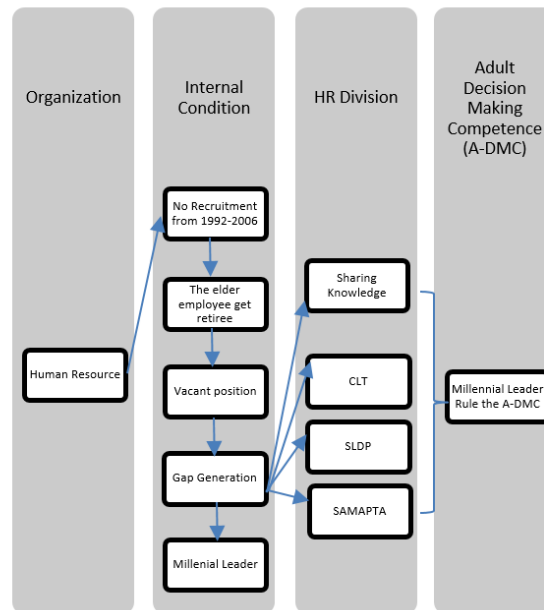 Organization
Internal
Condition
HR Division
Adult
Decision
Making
Competence
(A-DMC)
Human Resource
No Recruitment
from 1992-2006
The elder
employee get
retiree
Vacant position
Gap Generation
Millenial Leader
Sharing
Knowledge
CLT
SLDP
SAMAPTA
Millennial Leader
Rule the A-DMC